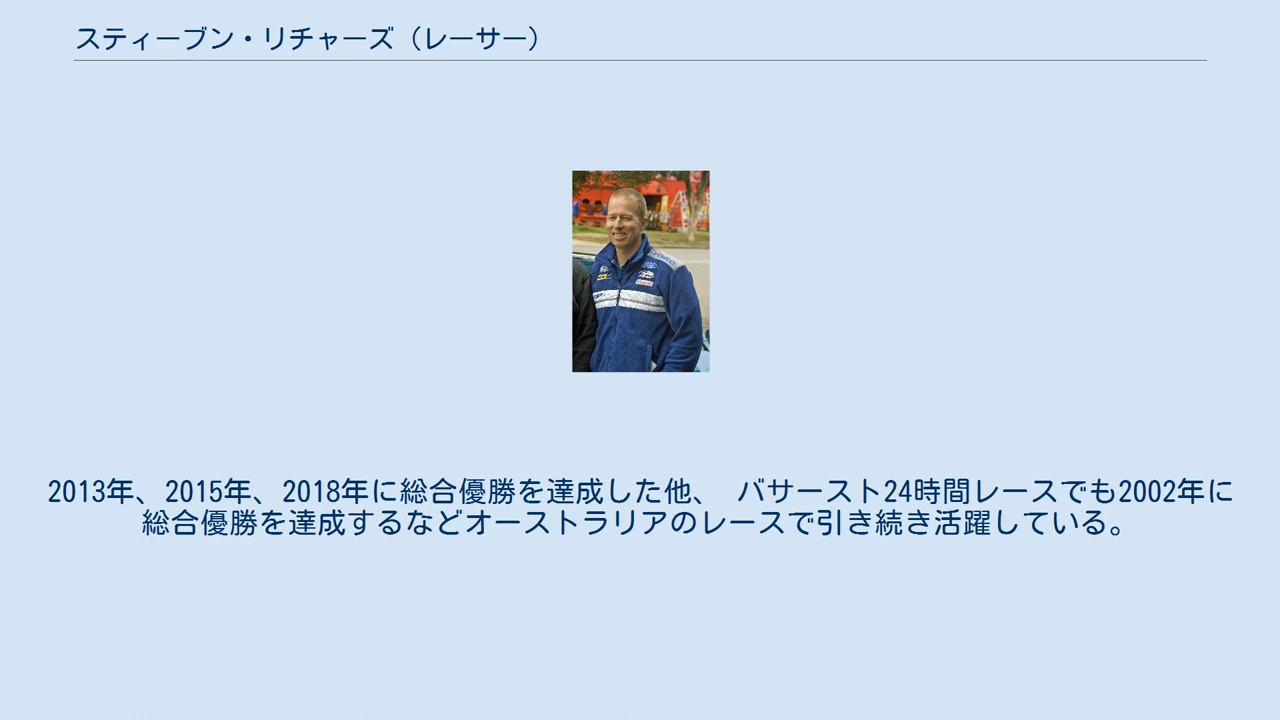 スティーブン・リチャーズ（レーサー）
2013年、2015年、2018年に総合優勝を達成した他、 バサースト24時間レースでも2002年に
総合優勝を達成するなどオーストラリアのレースで引き続き活躍している。